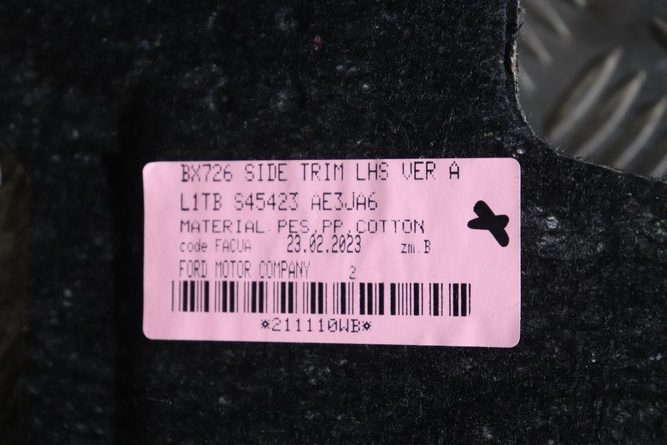 BX726 SIDE TRIM LHS VER A
L1TB S45423 AE3JA6
MATERIAL PES,PP,COTTON
code FACUA 23.02.2023 zm.B
FORD MOTOR COMPANY 2
*211110WB*